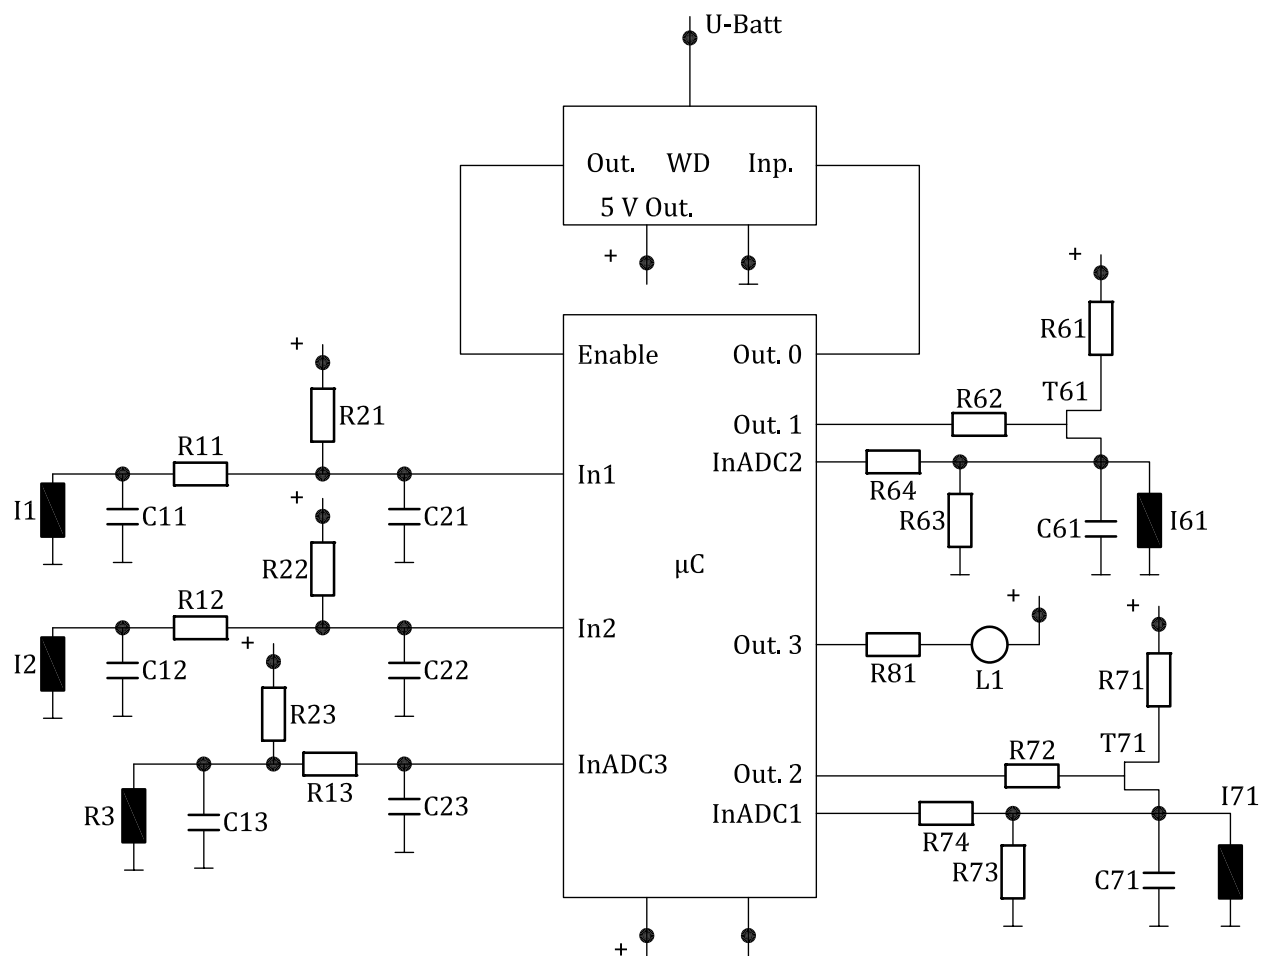 U-Batt
Out. WD Inp.
5 V Out.
+
+
R61
Enable Out. 0
+
R21
T61
R62
Out. 1
R11
In1 InADC2
+
R64
I1 C11 C21
R63 C61 I61
R22
µC
R12
+
+
In2 Out. 3
+
I2 C12 C22
R81 L1
R71
R23
T71
R72
InADC3 Out. 2
R13
I71
R3 C13 C23
InADC1
R74
R73 C71
+